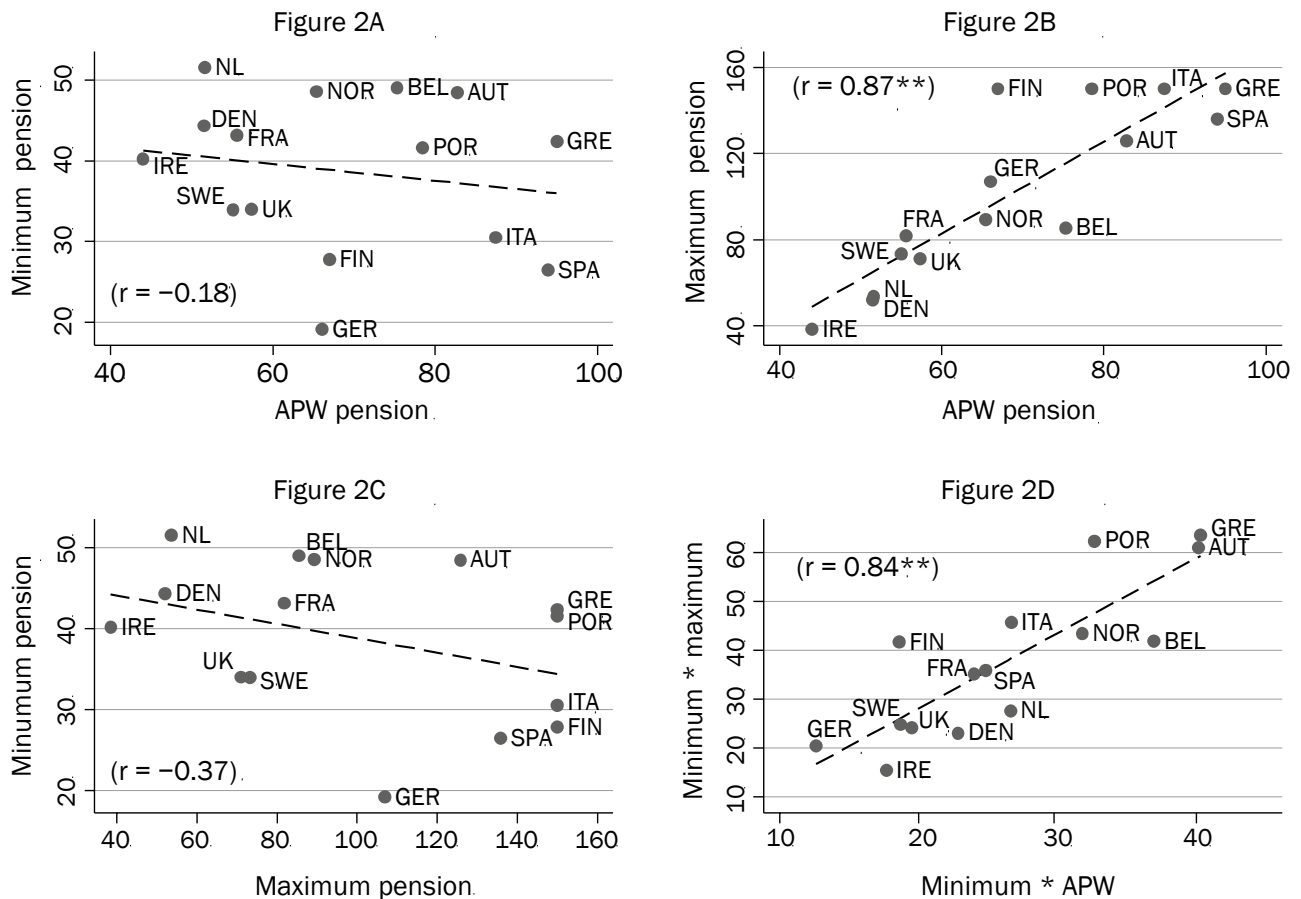 Figure 2A
Minimum pension
50
40
30
20
NL
NOR
BEL
AUT
DEN
FRA
IRE
POR
GRE
SWE
UK
ITA
FIN
SPA
GER
(r = −0.18)
40
60
80
100
APW pension
Figure 2B
Maximum pension
160
120
80
40
(r = 0.87**)
FIN
POR
ITA
GRE
SPA
AUT
GER
FRA
NOR
BEL
SWE
UK
NL
DEN
IRE
40
60
80
100
APW pension
Figure 2C
Minumum pension
50
40
30
20
NL
BEL
NOR
AUT
DEN
FRA
GRE
POR
IRE
UK
SWE
ITA
FIN
SPA
GER
(r = −0.37)
40
60
80
100
120
140
160
Maximum pension
Figure 2D
Minimum * maximum
60
50
40
30
20
10
(r = 0.84**)
GRE
POR
AUT
ITA
NOR
BEL
FIN
FRA
SPA
SWE
NL
UK
GER
DEN
IRE
10
20
30
40
Minimum * APW